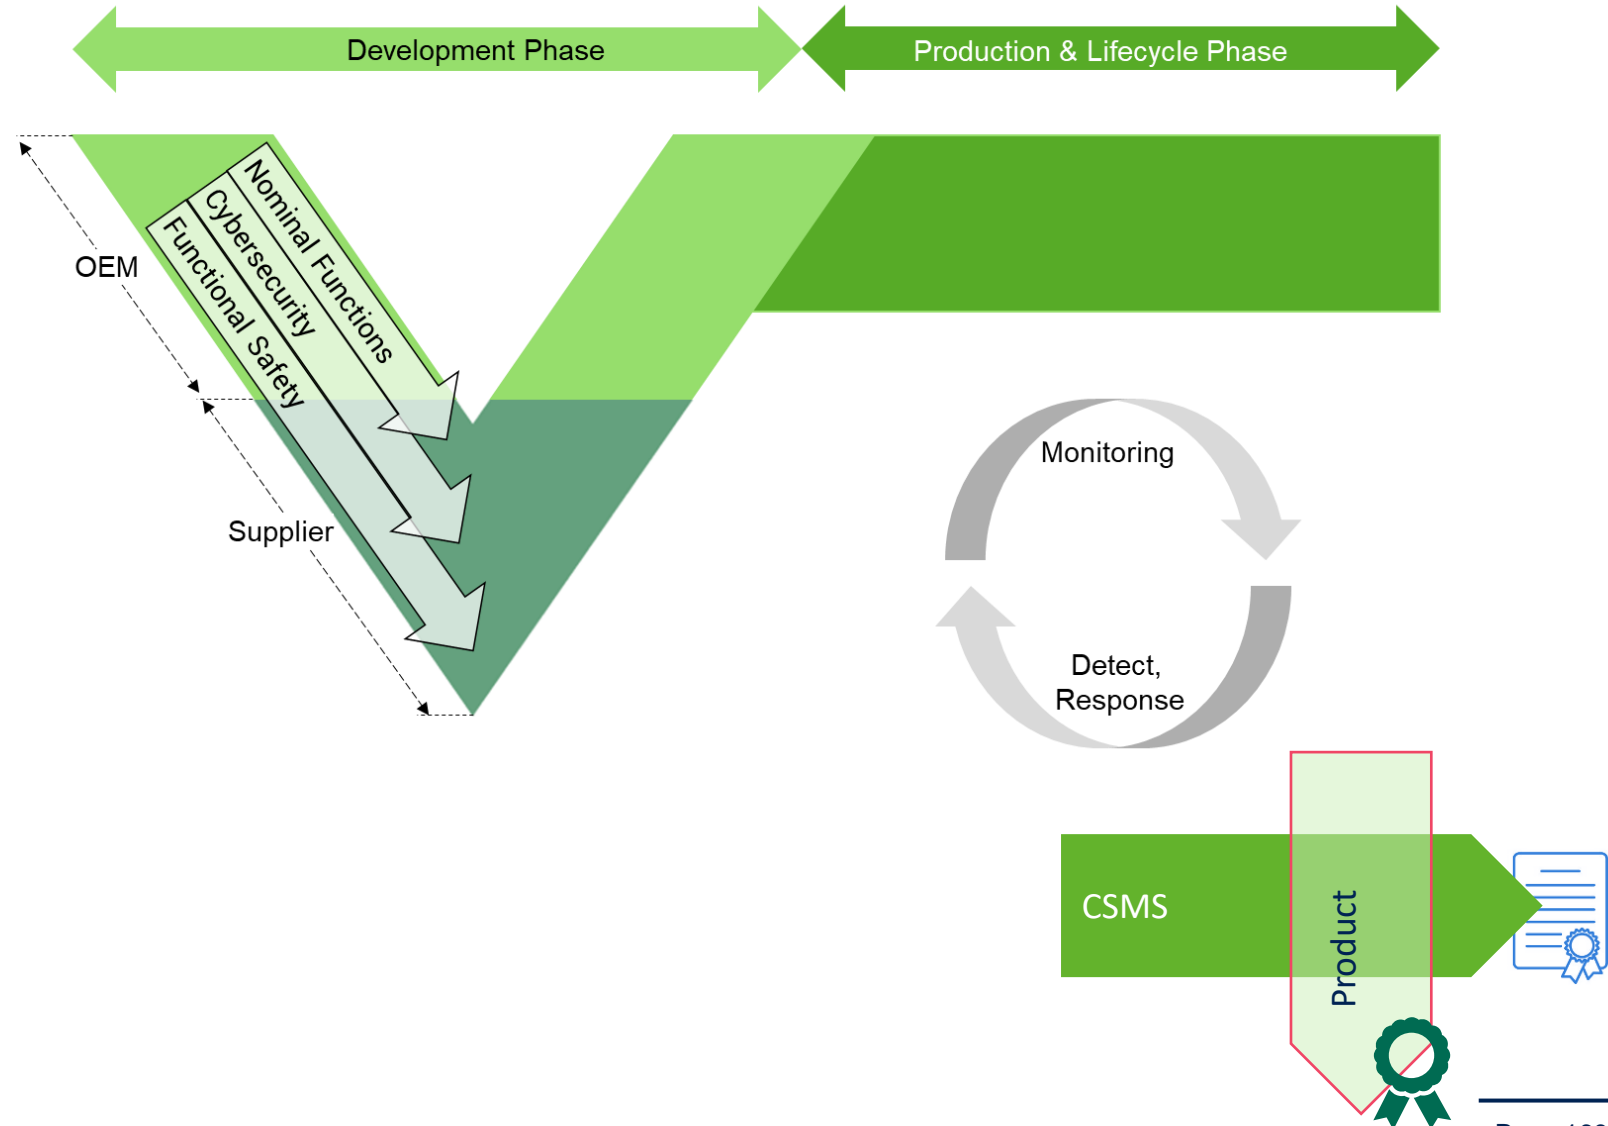 Development Phase
Production & Lifecycle Phase
Nominal Functions
Cybersecurity
Functional Safety
OEM
Supplier
Monitoring
Detect,
Response
CSMS
Product